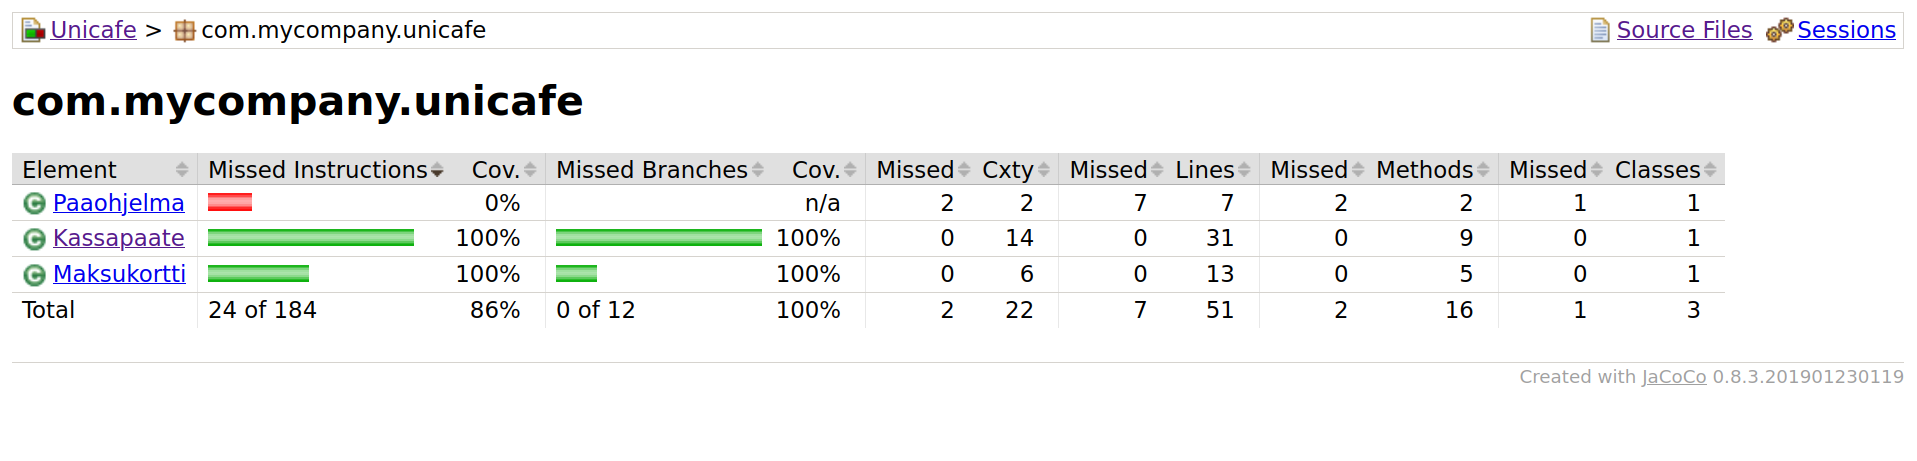 Unicafe > com.mycompany.unicafe Source Files Sessions
com.mycompany.unicafe
Element Missed Instructions Cov. Missed Branches Cov. Missed Cxty Missed Lines Missed Methods Missed Classes
Paaohjelma 0% n/a 2 2 7 7 2 2 1 1
Kassapaate 100% 100% 0 14 0 31 0 9 0 1
Maksukortti 100% 100% 0 6 0 13 0 5 0 1
Total 24 of 184 86% 0 of 12 100% 2 22 7 51 2 16 1 3
Created with JaCoCo 0.8.3.201901230119